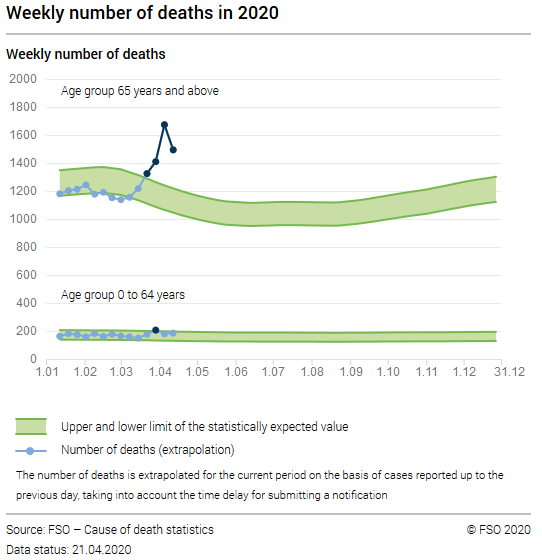 Weekly number of deaths in 2020
Weekly number of deaths
2000
Age group 65 years and above
1800
1600
1400
1200
1000
800
600
Age group 0 to 64 years
400
200
0
1.01 1.02 1.03 1.04 1.05 1.06 1.07 1.08 1.09 1.10 1.11 1.12 31.12
Upper and lower limit of the statistically expected value
Number of deaths (extrapolation)
The number of deaths is extrapolated for the current period on the basis of cases reported up to the
previous day, taking into account the time delay for submitting a notification
Source: FSO – Cause of death statistics © FSO 2020
Data status: 21.04.2020